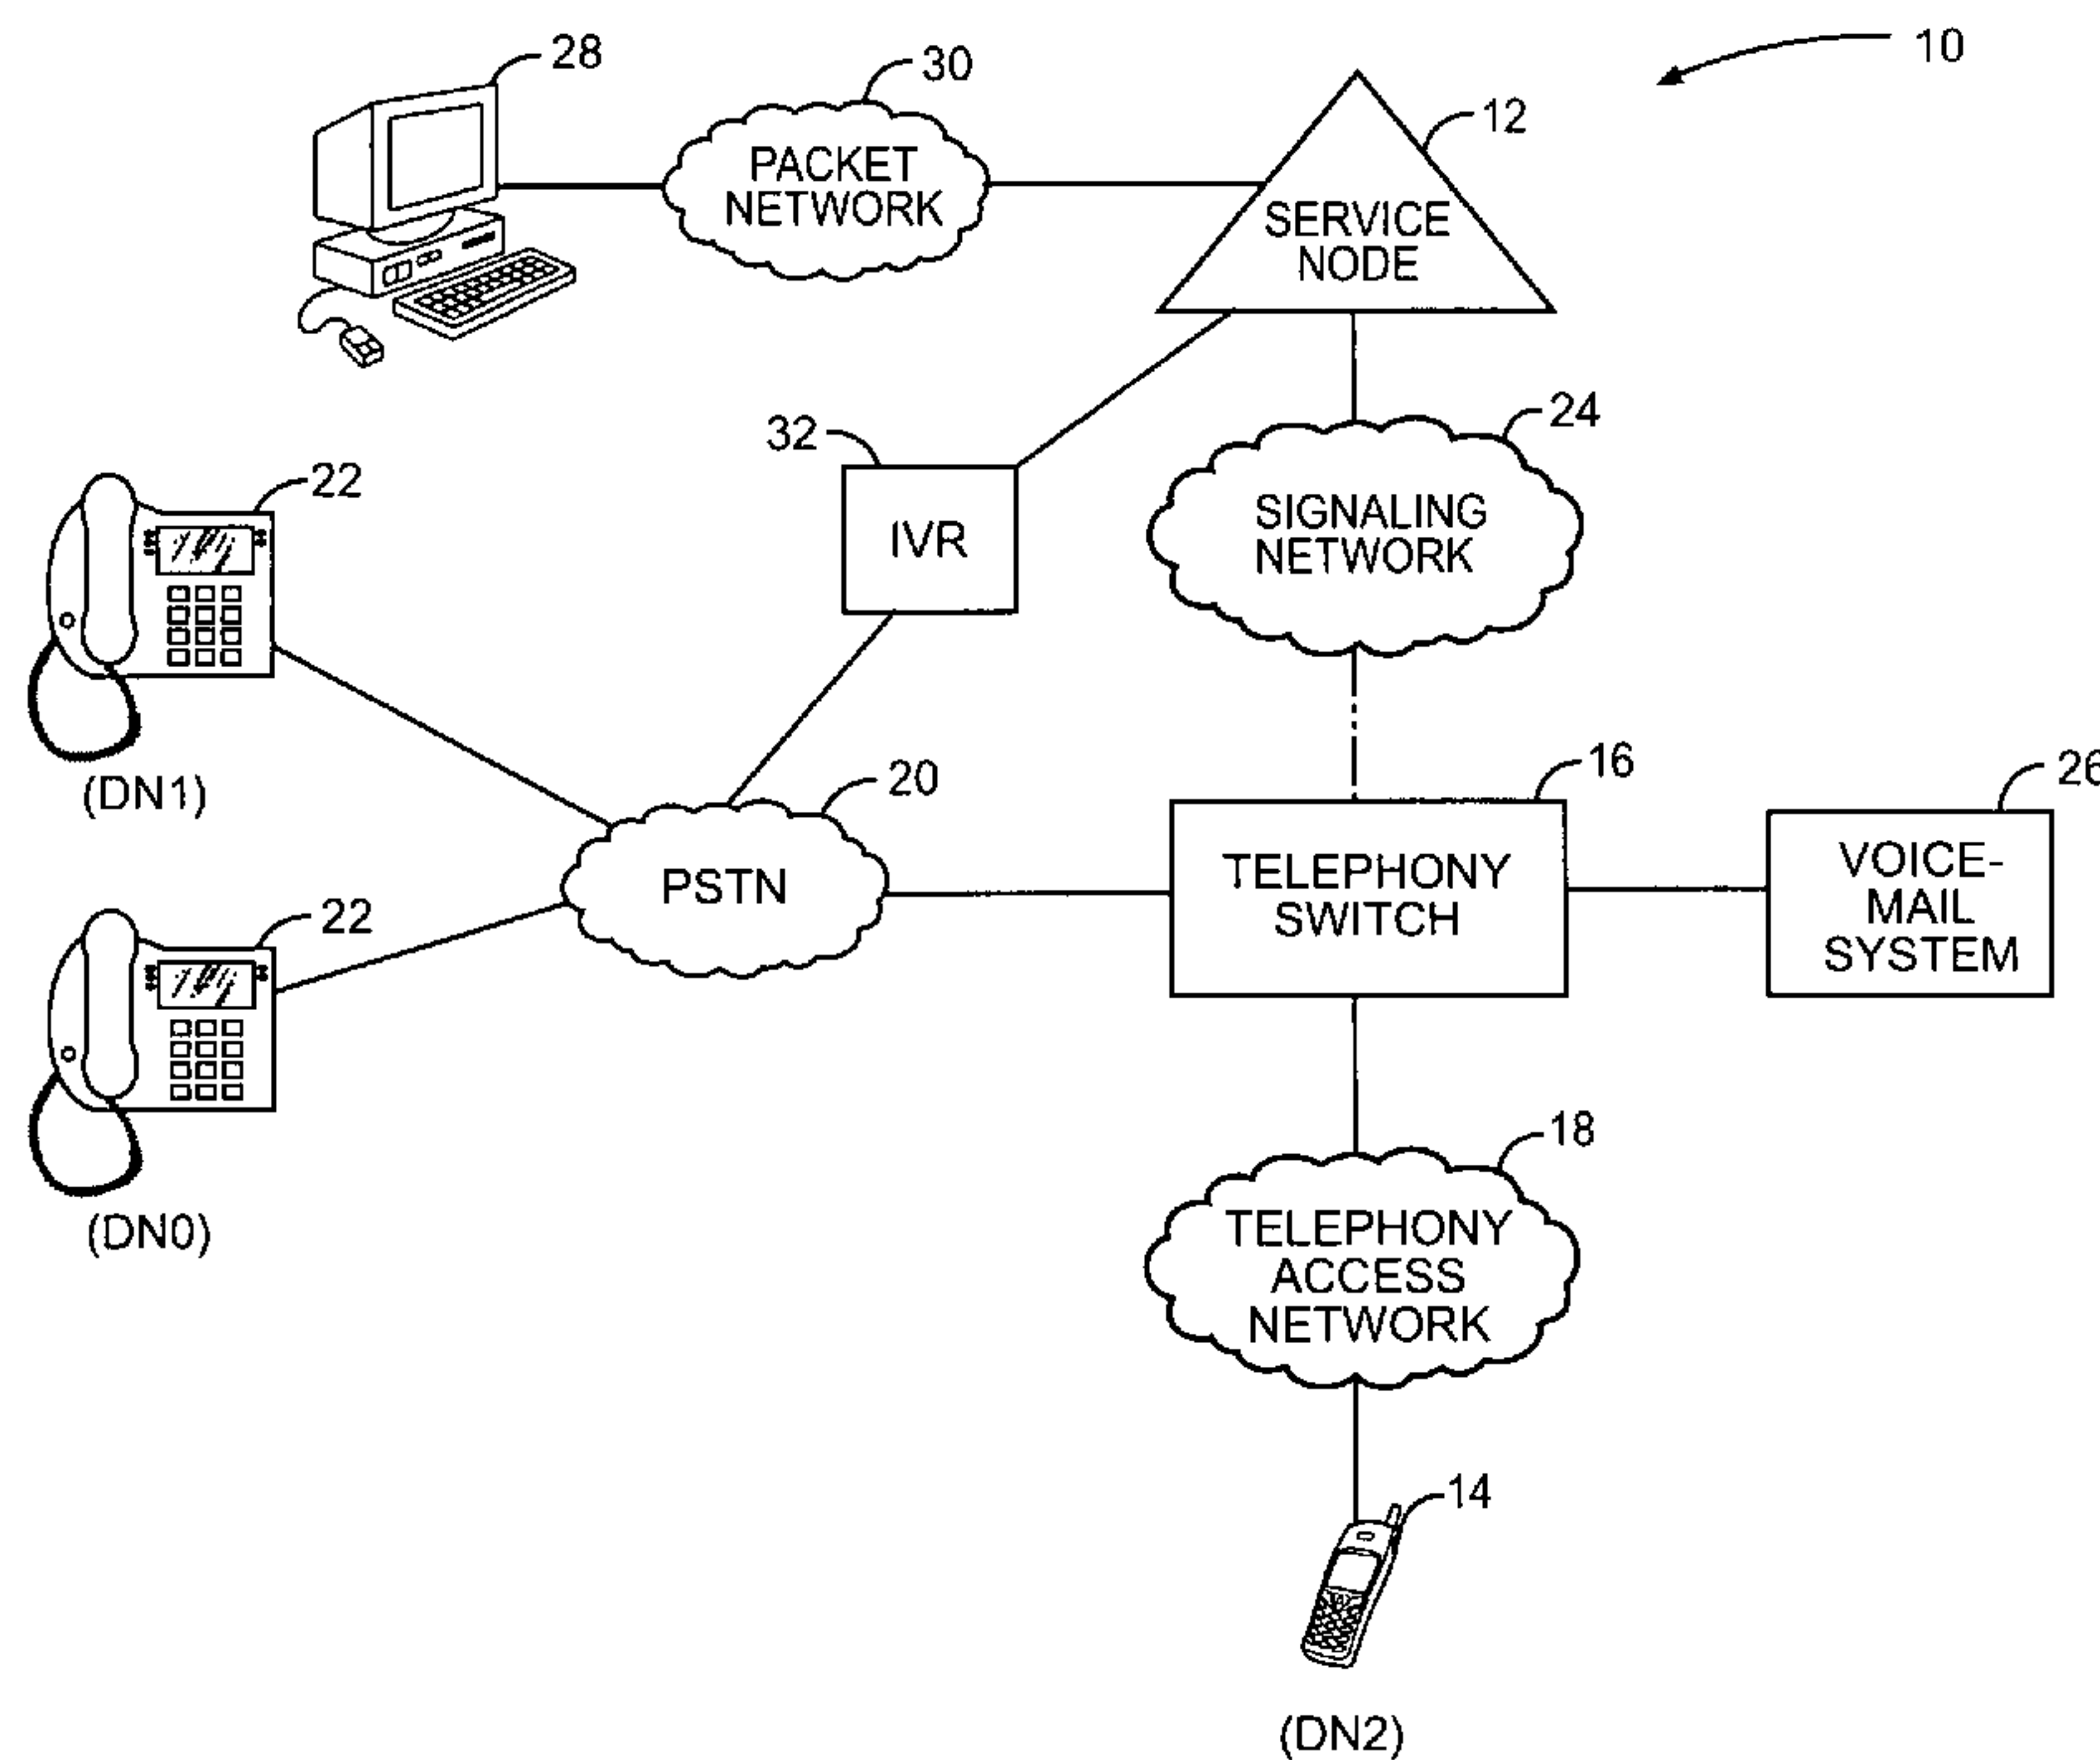 28
30
10
12
PACKET
NETWORK
SERVICE
NODE
32
24
22
IVR
SIGNALING
NETWORK
(DN1)
20
16
26
PSTN
TELEPHONY
SWITCH
VOICE-
MAIL
SYSTEM
22
(DN0)
18
TELEPHONY
ACCESS
NETWORK
14
(DN2)